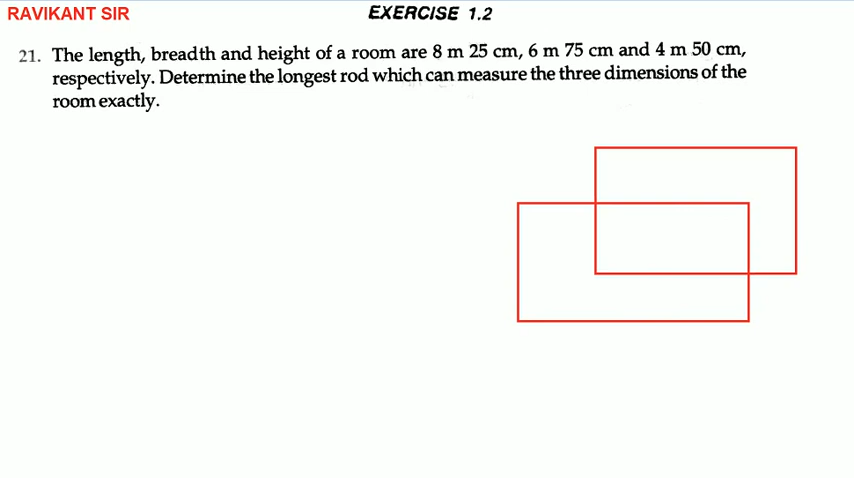 RAVIKANT SIR
EXERCISE 1.2
21. The length, breadth and height of a room are 8 m 25 cm, 6 m 75 cm and 4 m 50 cm,
respectively. Determine the longest rod which can measure the three dimensions of the
room exactly.